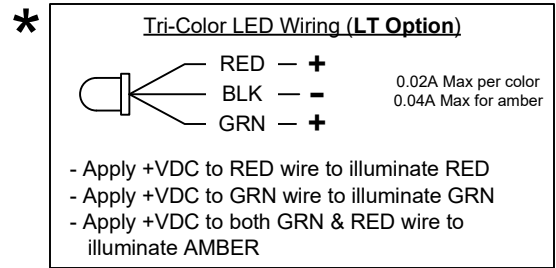 *
Tri-Color LED Wiring (LT Option)
RED – +
BLK – -
GRN – +
0.02A Max per color
0.04A Max for amber
- Apply +VDC to RED wire to illuminate RED
- Apply +VDC to GRN wire to illuminate GRN
- Apply +VDC to both GRN & RED wire to
illuminate AMBER